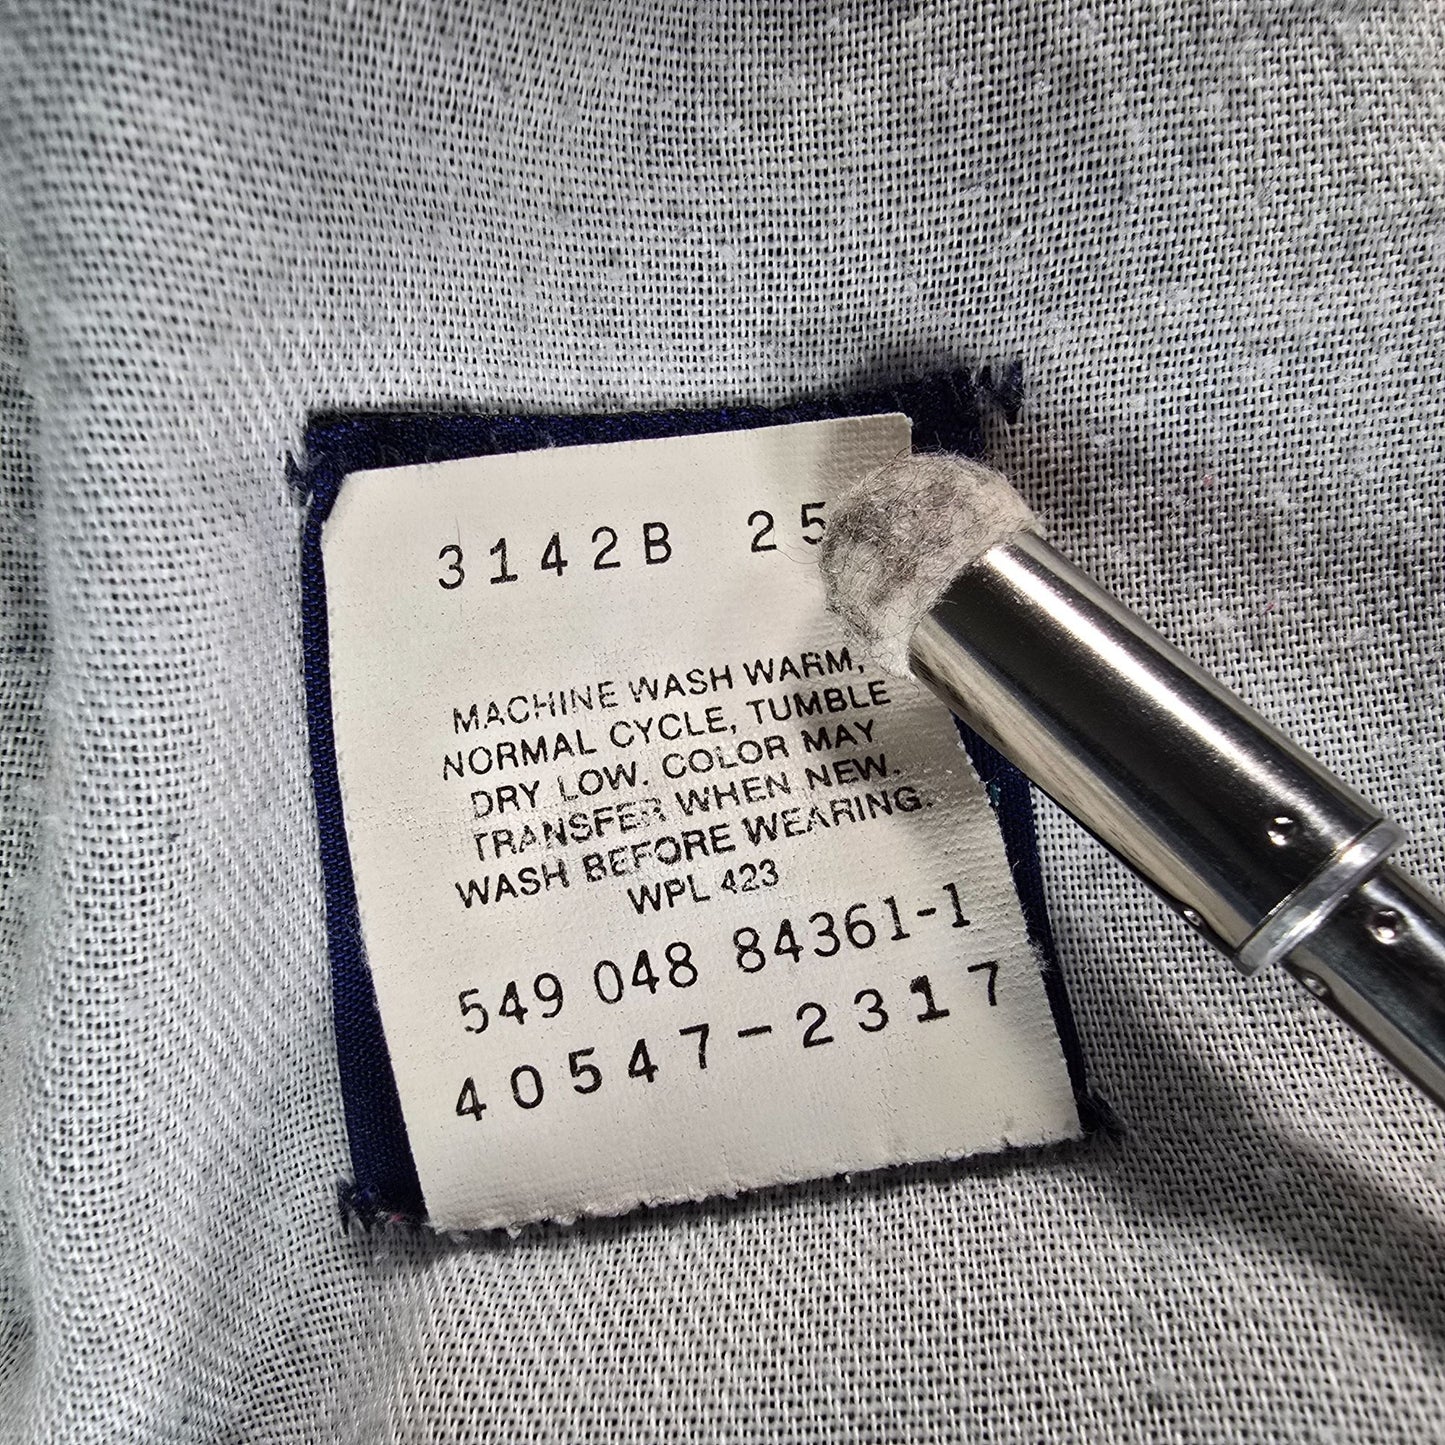 3142B 25
MACHINE WASH WARM,
NORMAL CYCLE, TUMBLE
DRY LOW. COLOR MAY
TRANSFER WHEN NEW.
WASH BEFORE WEARING.
WPL 423
549 048 84361-1
40547-2317